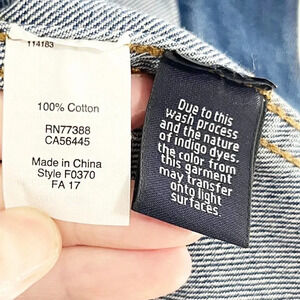 114183
100% Cotton
RN77388
CA56445
Made in China
Style F0370
FA 17
Due to this
wash process
and the nature
of indigo dyes,
the color from
this garment
may transfer
onto light
surfaces.